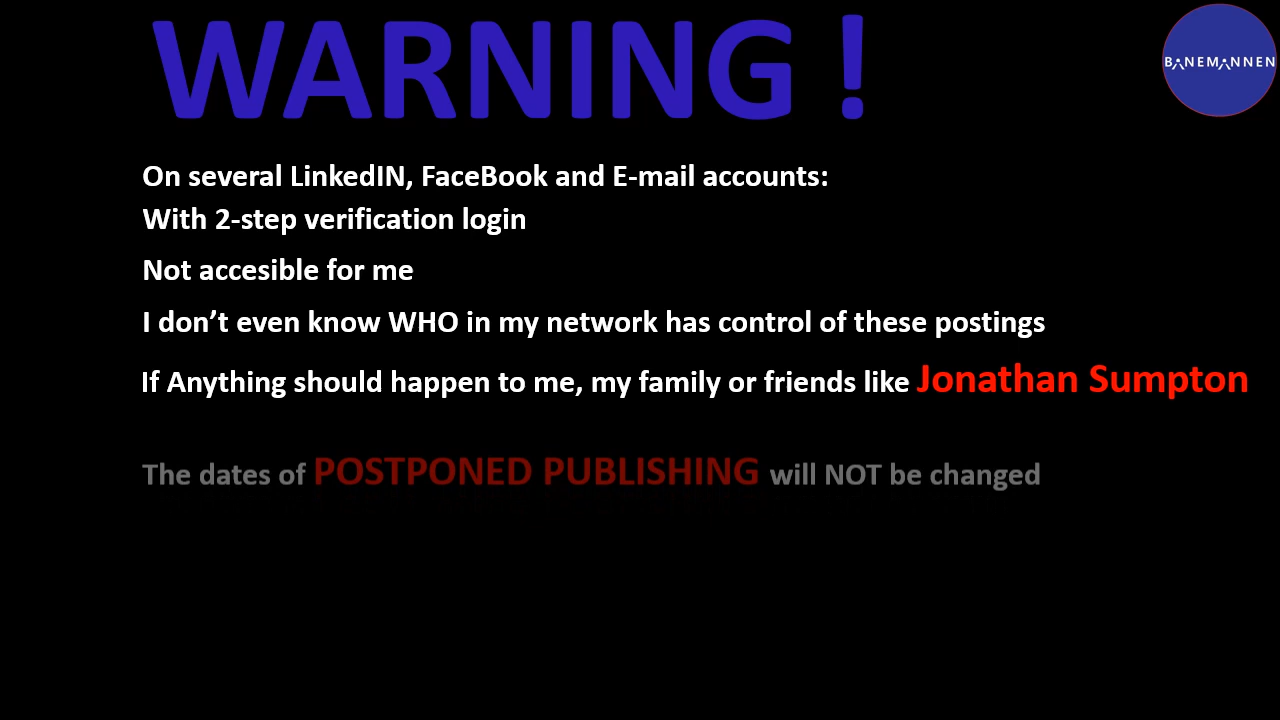 WARNING !
BANEMANNEN
On several LinkedIN, FaceBook and E-mail accounts:
With 2-step verification login
Not accesible for me
I don’t even know WHO in my network has control of these postings
If Anything should happen to me, my family or friends like Jonathan Sumpton
The dates of POSTPONED PUBLISHING will NOT be changed